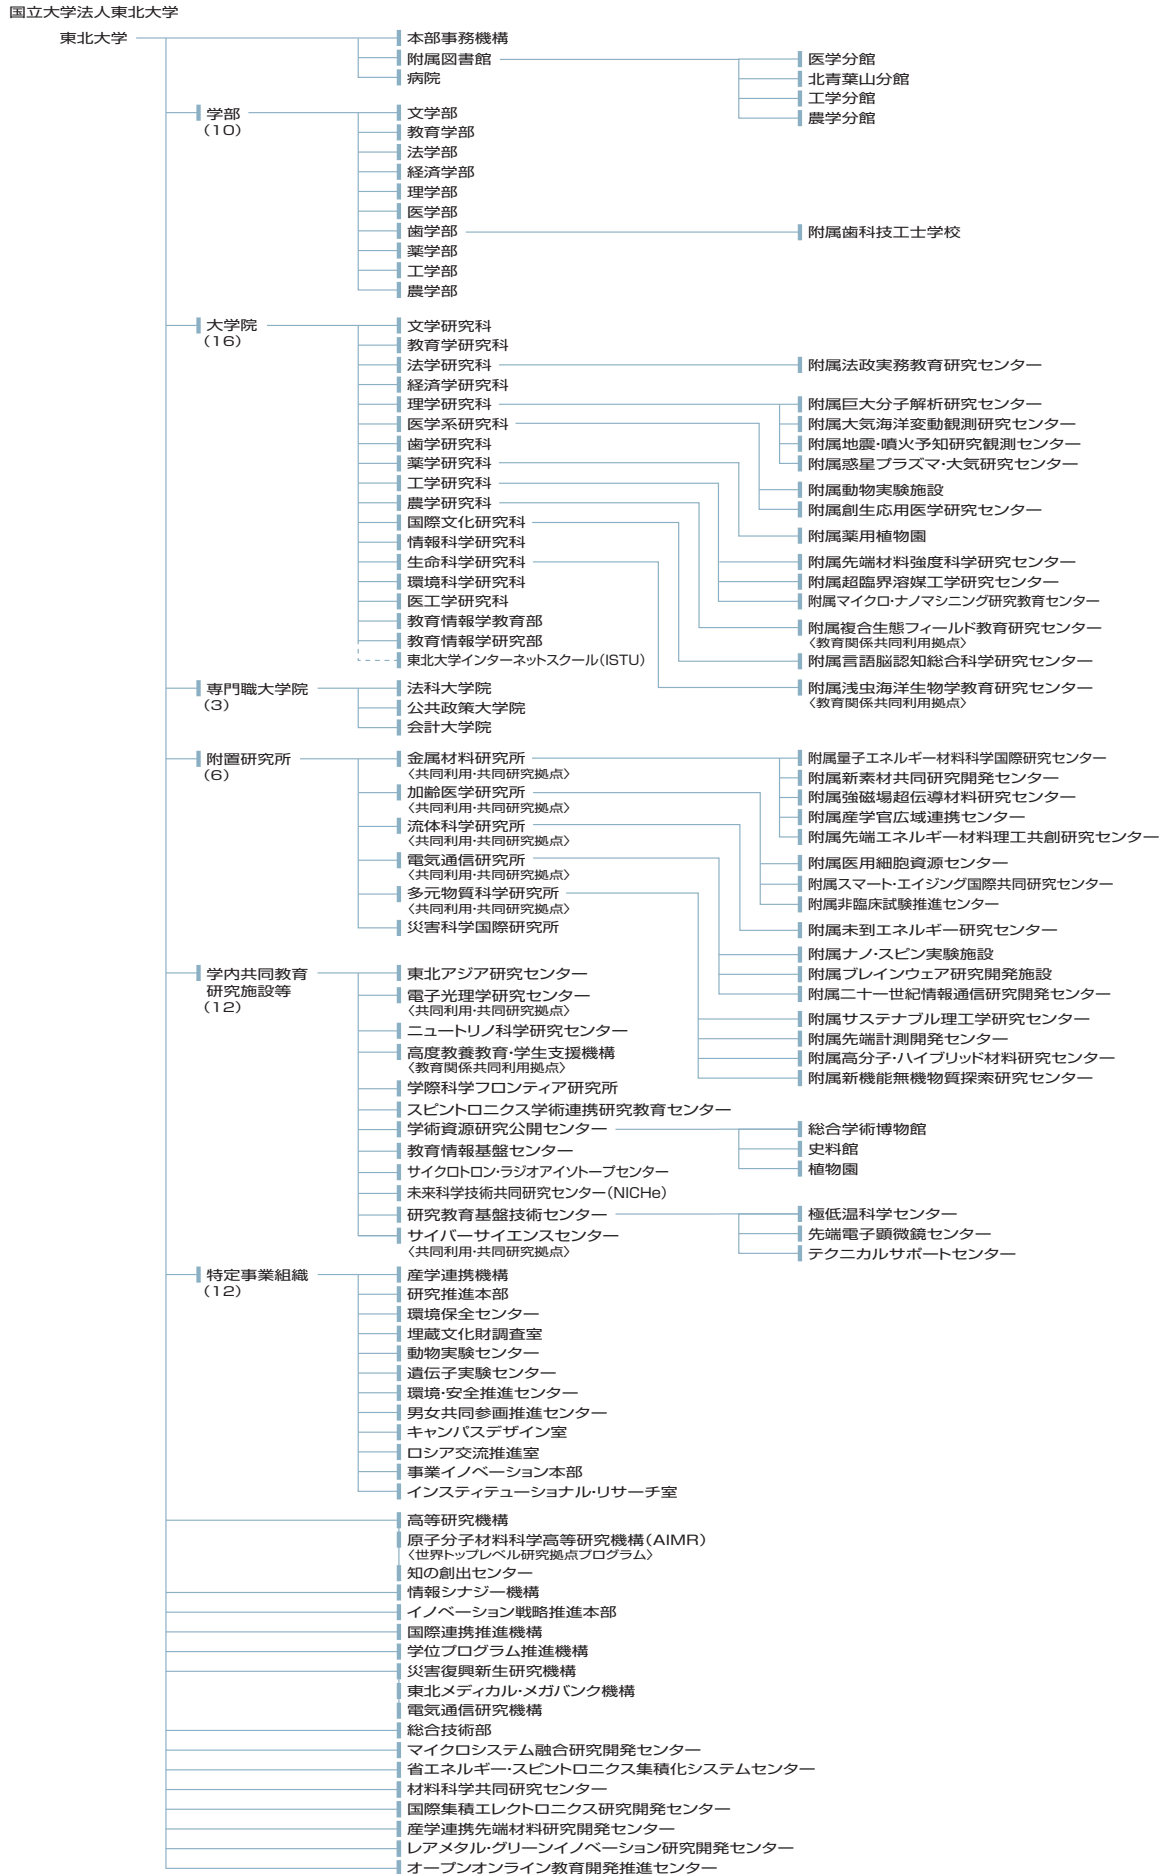 国立大学法人東北大学
東北大学
本部事務機構
附属図書館
医学分館
北青葉山分館
工学分館
農学分館
病院
学部
(10)
文学部
教育学部
法学部
経済学部
理学部
医学部
歯学部
附属歯科技工士学校
薬学部
工学部
農学部
大学院
(16)
文学研究科
教育学研究科
法学研究科
附属法政実務教育研究センター
経済学研究科
理学研究科
附属巨大分子解析研究センター
附属大気海洋変動観測研究センター
附属地震・噴火予知研究観測センター
附属惑星プラズマ・大気研究センター
医学系研究科
附属動物実験施設
附属創生応用医学研究センター
歯学研究科
薬学研究科
附属薬用植物園
工学研究科
附属先端材料強度科学研究センター
附属超臨界溶媒工学研究センター
附属マイクロ・ナノマシニング研究教育センター
農学研究科
附属複合生態フィールド教育研究センター
〈教育関係共同利用拠点〉
国際文化研究科
附属言語脳認知総合科学研究センター
情報科学研究科
生命科学研究科
附属浅虫海洋生物学教育研究センター
〈教育関係共同利用拠点〉
環境科学研究科
医工学研究科
教育情報学教育部
教育情報学研究部
東北大学インターネットスクール(ISTU)
専門職大学院
(3)
法科大学院
公共政策大学院
会計大学院
附置研究所
(6)
金属材料研究所
〈共同利用・共同研究拠点〉
附属量子エネルギー材料科学国際研究センター
附属新素材共同研究開発センター
附属強磁場超伝導材料研究センター
附属産学官広域連携センター
附属先端エネルギー材料理工共創研究センター
加齢医学研究所
〈共同利用・共同研究拠点〉
附属医用細胞資源センター
附属スマート・エイジング国際共同研究センター
附属非臨床試験推進センター
流体科学研究所
〈共同利用・共同研究拠点〉
附属未到エネルギー研究センター
電気通信研究所
〈共同利用・共同研究拠点〉
附属ナノ・スピン実験施設
附属ブレインウェア研究開発施設
附属二十一世紀情報通信研究開発センター
多元物質科学研究所
〈共同利用・共同研究拠点〉
附属サステナブル理工学研究センター
附属先端計測開発センター
附属高分子・ハイブリッド材料研究センター
附属新機能無機物質探索研究センター
災害科学国際研究所
学内共同教育
研究施設等
(12)
東北アジア研究センター
電子光理学研究センター
〈共同利用・共同研究拠点〉
ニュートリノ科学研究センター
高度教養教育・学生支援機構
〈教育関係共同利用拠点〉
学際科学フロンティア研究所
スピントロニクス学術連携研究教育センター
学術資源研究公開センター
総合学術博物館
史料館
植物園
教育情報基盤センター
サイクロトロン・ラジオアイソトープセンター
未来科学技術共同研究センター(NICHe)
研究教育基盤技術センター
極低温科学センター
先端電子顕微鏡センター
テクニカルサポートセンター
サイバーサイエンスセンター
〈共同利用・共同研究拠点〉
特定事業組織
(12)
産学連携機構
研究推進本部
環境保全センター
埋蔵文化財調査室
動物実験センター
遺伝子実験センター
環境・安全推進センター
男女共同参画推進センター
キャンパスデザイン室
ロシア交流推進室
事業イノベーション本部
インスティテューショナル・リサーチ室
高等研究機構
原子分子材料科学高等研究機構(AIMR)
〈世界トップレベル研究拠点プログラム〉
知の創出センター
情報シナジー機構
イノベーション戦略推進本部
国際連携推進機構
学位プログラム推進機構
災害復興新生研究機構
東北メディカル・メガバンク機構
電気通信研究機構
総合技術部
マイクロシステム融合研究開発センター
省エネルギー・スピントロニクス集積化システムセンター
材料科学共同研究センター
国際集積エレクトロニクス研究開発センター
産学連携先端材料研究開発センター
レアメタル・グリーンイノベーション研究開発センター
オープンオンライン教育開発推進センター